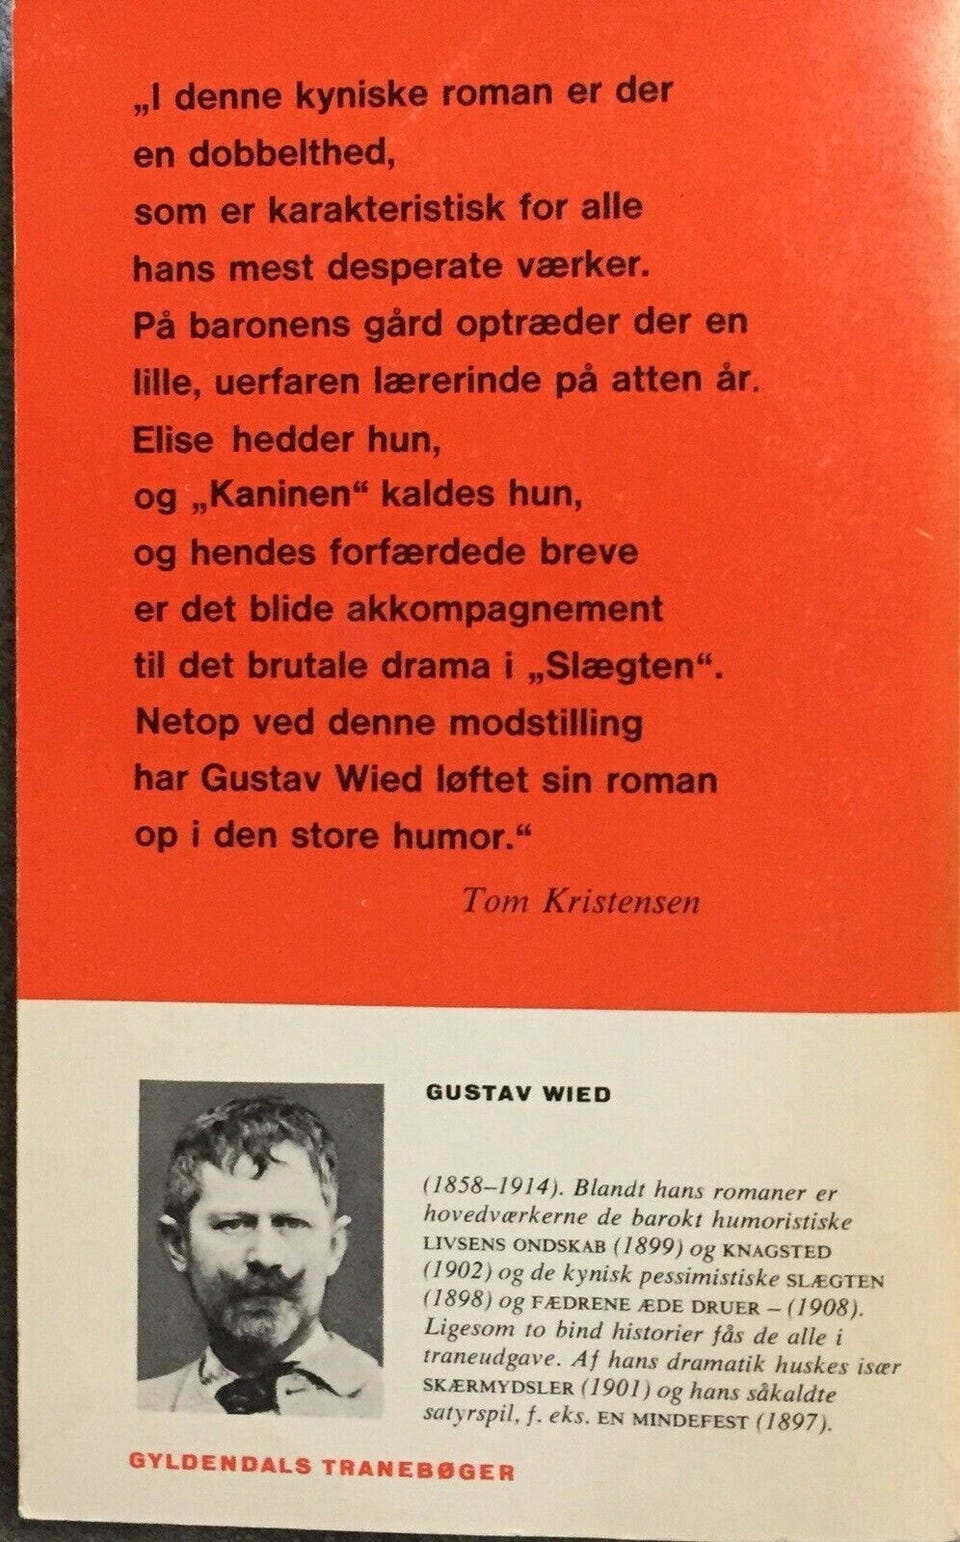 „I denne kyniske roman er der
en dobbelthed,
som er karakteristisk for alle
hans mest desperate værker.
På baronens gård optræder der en
lille, uerfaren lærerinde på atten år.
Elise hedder hun,
og „Kaninen“ kaldes hun,
og hendes forfærdede breve
er det blide akkompagnement
til det brutale drama i „Slægten“.
Netop ved denne modstilling
har Gustav Wied løftet sin roman
op i den store humor.“
Tom Kristensen
GUSTAV WIED
(1858–1914). Blandt hans romaner er
hovedværkerne de barokt humoristiske
LIVSENS ONDSKAB (1899) og KNAGSTED
(1902) og de kynisk pessimistiske SLÆGTEN
(1898) og FÆDRENE ÆDE DRUER – (1908).
Ligesom to bind historier fås de alle i
traneudgave. Af hans dramatik huskes især
SKÆRMYDSLER (1901) og hans såkaldte
satyrspil, f. eks. EN MINDEFEST (1897).
GYLDENDALS TRANEBØGER